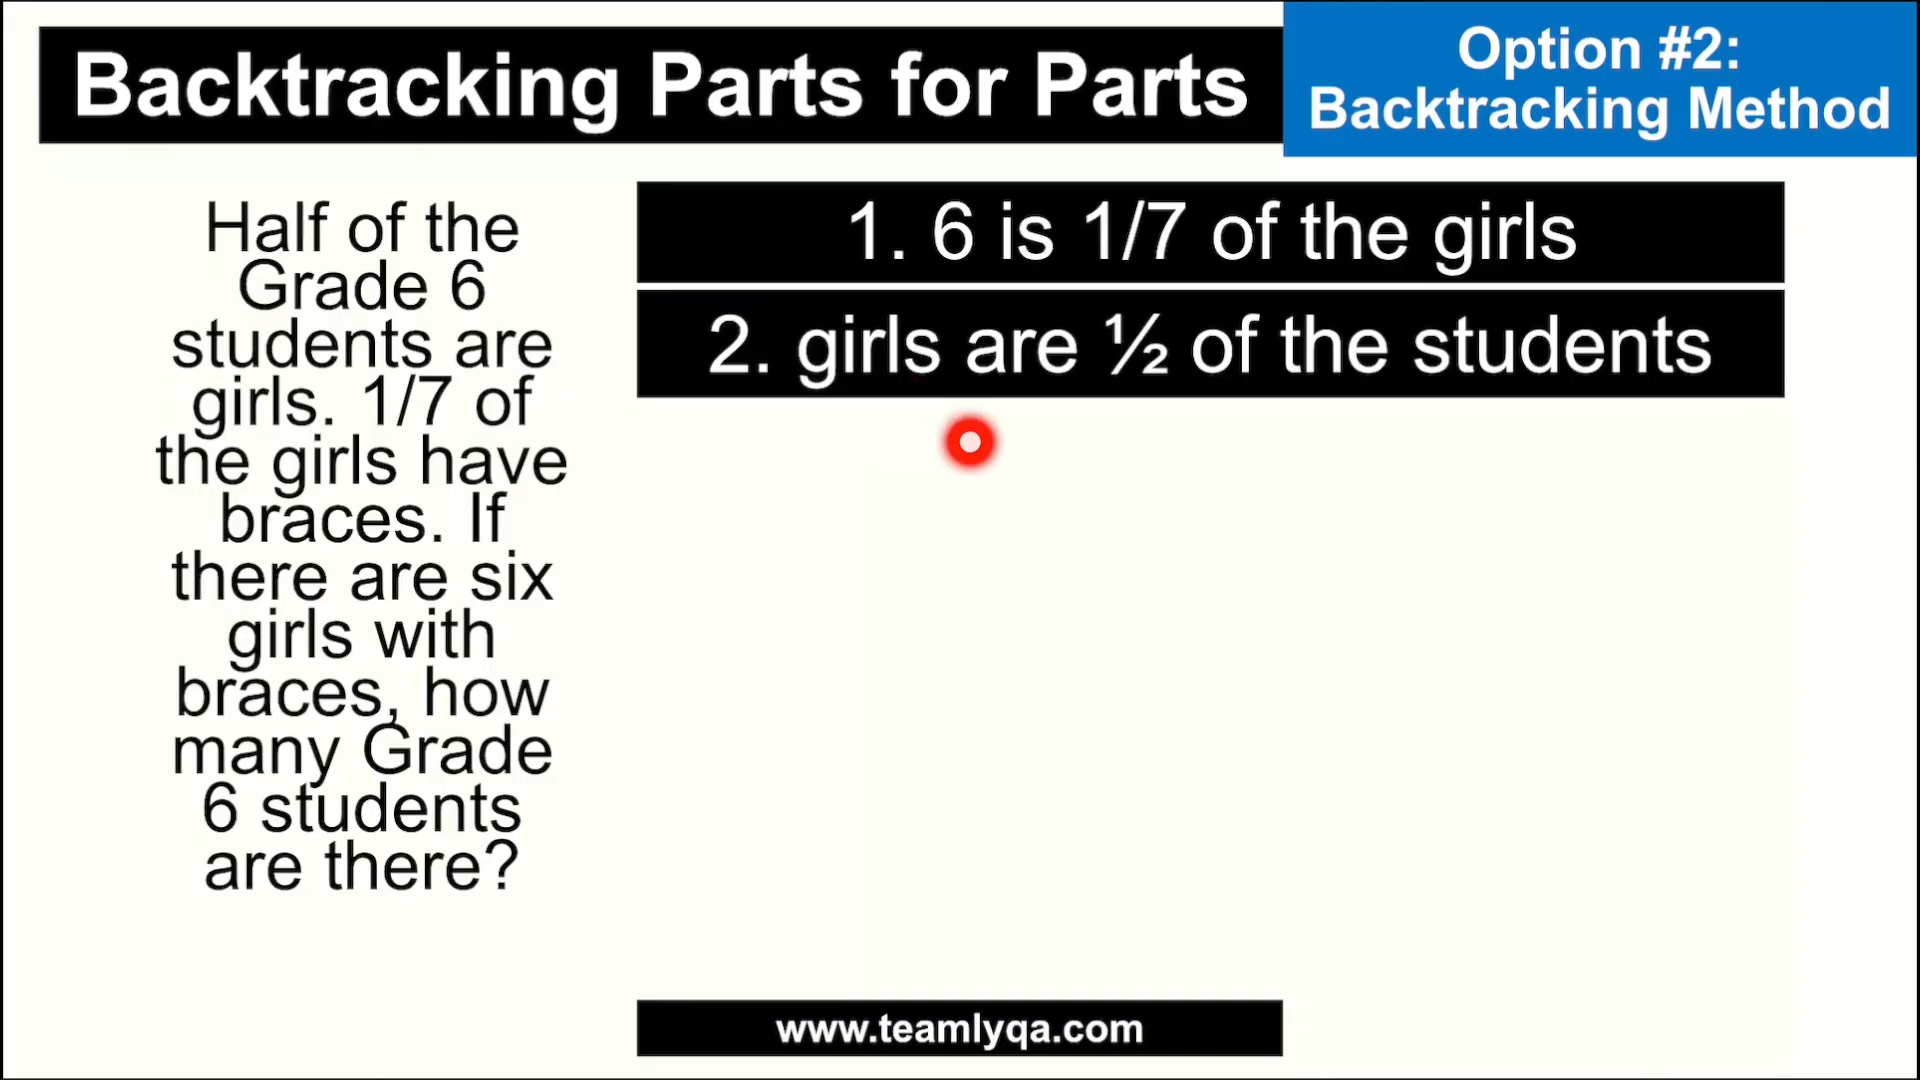 Backtracking Parts for Parts
Option #2:
Backtracking Method
Half of the
Grade 6
students are
girls. 1/7 of
the girls have
braces. If
there are six
girls with
braces, how
many Grade
6 students
are there?
1. 6 is 1/7 of the girls
2. girls are ½ of the students
www.teamlyqa.com